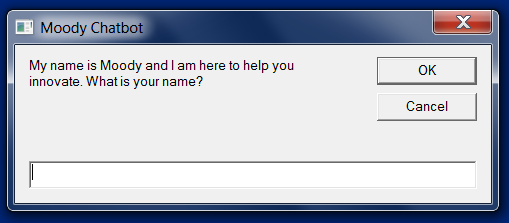 Moody Chatbot
My name is Moody and I am here to help you
innovate. What is your name?
OK
Cancel